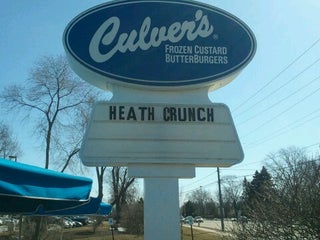 Culver's
FROZEN CUSTARD
BUTTERBURGERS
HEATH CRUNCH